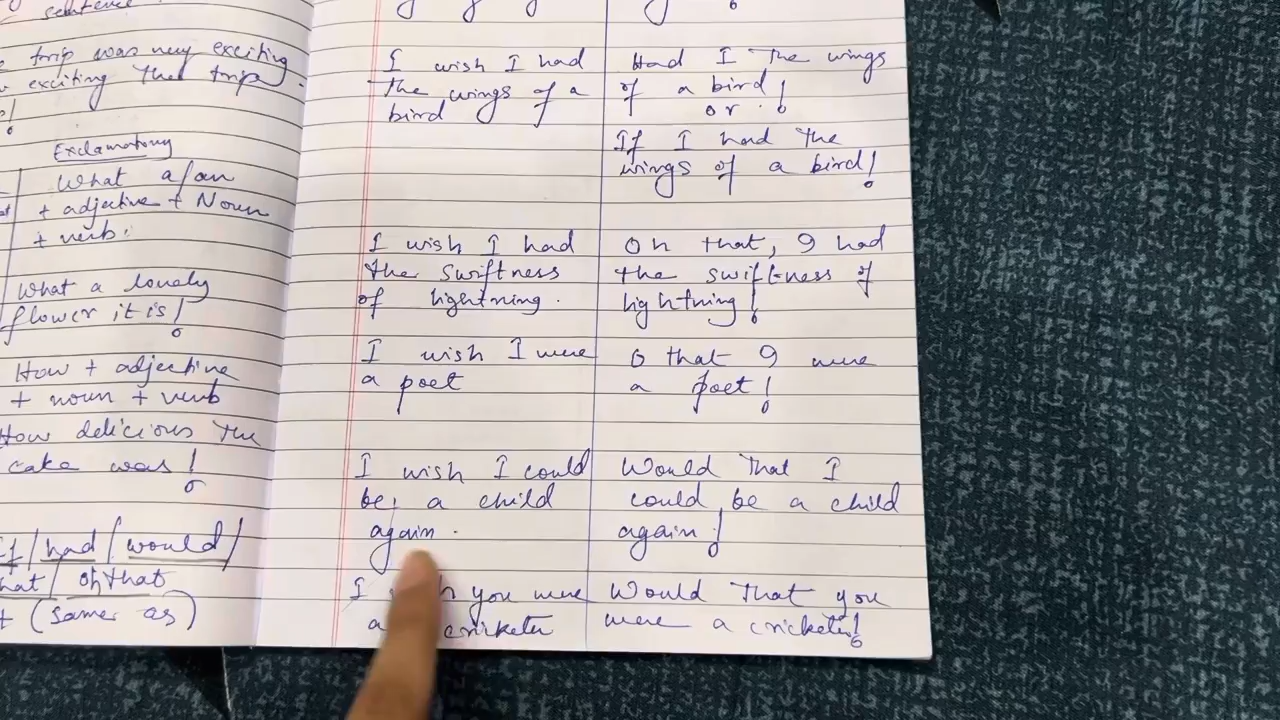 sentence
trip was very exciting
exciting the trip
!
Exclamatory
What a/an
+ adjective + Noun
+ verb.
What a lovely
flower it is!
How + adjective
+ noun + verb
How delicious the
cake was!
If/had/would/
that/oh that
+ (same as)
I wish I had
the wings of a
bird
Had I the wings
of a bird!
or.
If I had the
wings of a bird!
I wish I had
the swiftness
of lightning.
Oh that, I had
the swiftness of
lightning!
I wish I were
a poet
O that I were
a poet!
I wish I could
be a child
again.
Would that I
could be a child
again!
I you were
a cricketer
Would that you
were a cricketer!